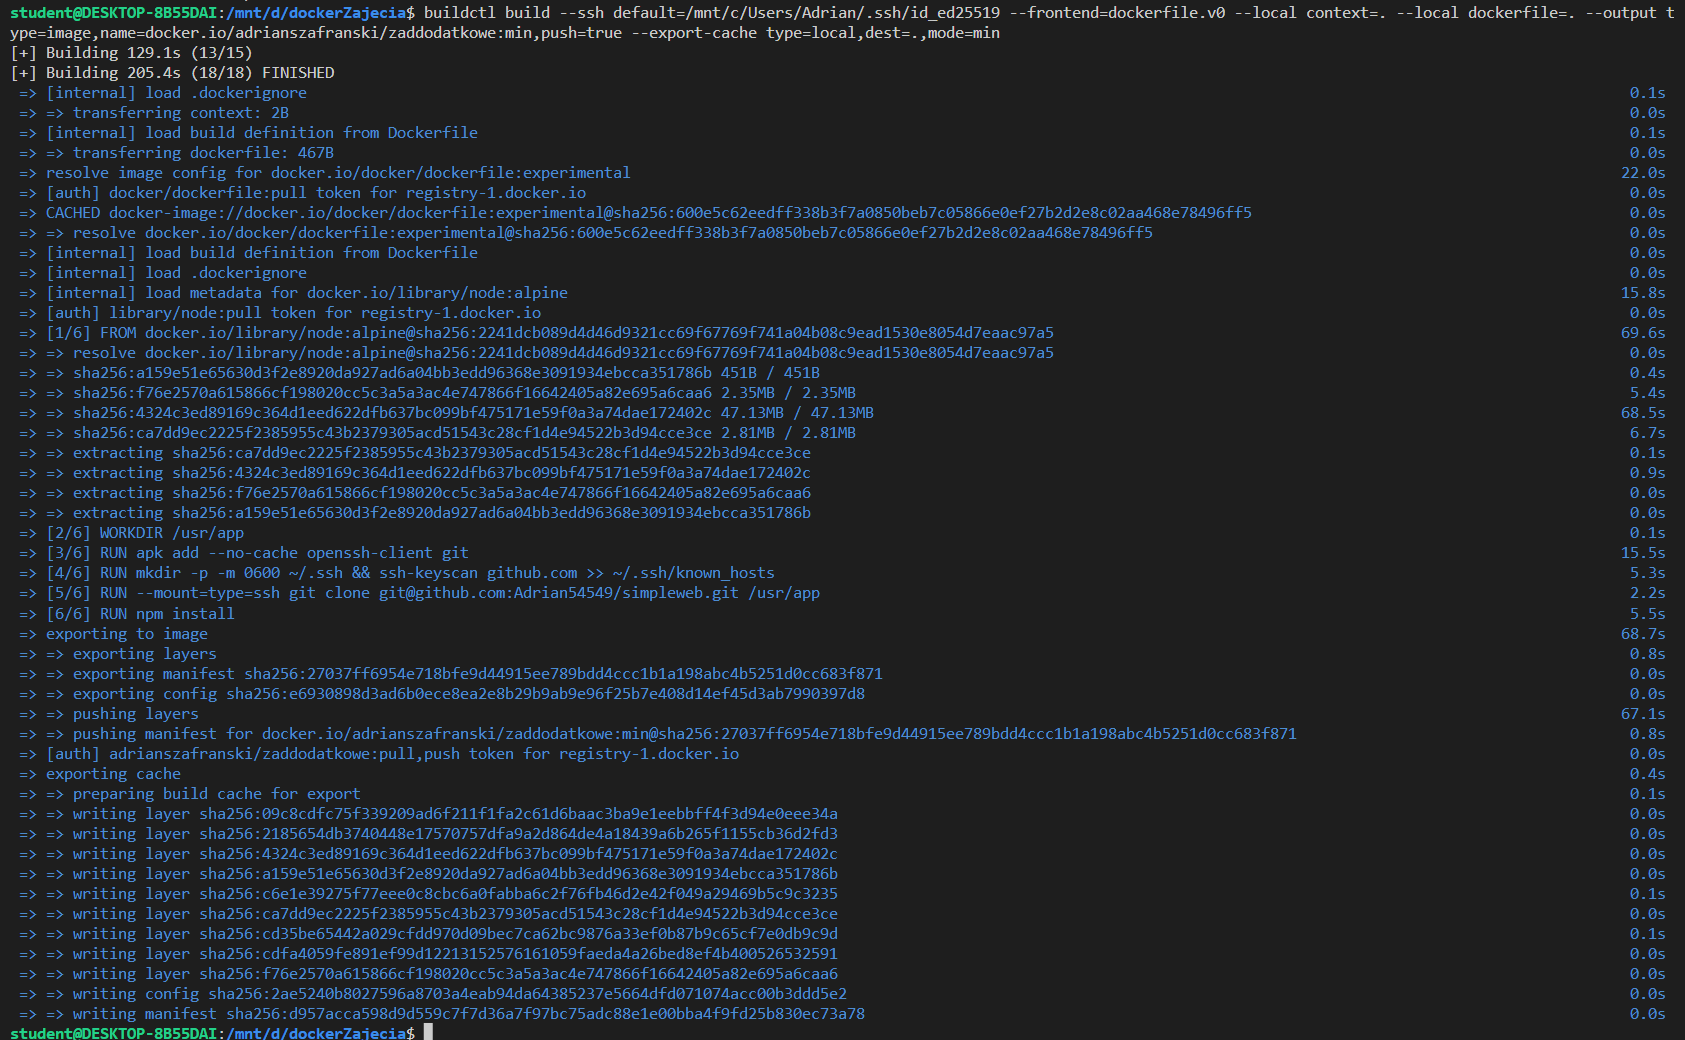 student@DESKTOP-8B55DAI:/mnt/d/dockerZajecia$ buildctl build --ssh default=/mnt/c/Users/Adrian/.ssh/id_ed25519 --frontend=dockerfile.v0 --local context=. --local dockerfile=. --output t
ype=image,name=docker.io/adrianszafranski/zaddodatkowe:min,push=true --export-cache type=local,dest=.,mode=min
[+] Building 129.1s (13/15)
[+] Building 205.4s (18/18) FINISHED
=> [internal] load .dockerignore 0.1s
=> => transferring context: 2B 0.0s
=> [internal] load build definition from Dockerfile 0.1s
=> => transferring dockerfile: 467B 0.0s
=> resolve image config for docker.io/docker/dockerfile:experimental 22.0s
=> [auth] docker/dockerfile:pull token for registry-1.docker.io 0.0s
=> CACHED docker-image://docker.io/docker/dockerfile:experimental@sha256:600e5c62eedff338b3f7a0850beb7c05866e0ef27b2d2e8c02aa468e78496ff5 0.0s
=> => resolve docker.io/docker/dockerfile:experimental@sha256:600e5c62eedff338b3f7a0850beb7c05866e0ef27b2d2e8c02aa468e78496ff5 0.0s
=> [internal] load build definition from Dockerfile 0.0s
=> [internal] load .dockerignore 0.0s
=> [internal] load metadata for docker.io/library/node:alpine 15.8s
=> [auth] library/node:pull token for registry-1.docker.io 0.0s
=> [1/6] FROM docker.io/library/node:alpine@sha256:2241dcb089d4d46d9321cc69f67769f741a04b08c9ead1530e8054d7eaac97a5 69.6s
=> => resolve docker.io/library/node:alpine@sha256:2241dcb089d4d46d9321cc69f67769f741a04b08c9ead1530e8054d7eaac97a5 0.0s
=> => sha256:a159e51e65630d3f2e8920da927ad6a04bb3edd96368e3091934ebcca351786b 451B / 451B 0.4s
=> => sha256:f76e2570a615866cf198020cc5c3a5a3ac4e747866f16642405a82e695a6caa6 2.35MB / 2.35MB 5.4s
=> => sha256:4324c3ed89169c364d1eed622dfb637bc099bf475171e59f0a3a74dae172402c 47.13MB / 47.13MB 68.5s
=> => sha256:ca7dd9ec2225f2385955c43b2379305acd51543c28cf1d4e94522b3d94cce3ce 2.81MB / 2.81MB 6.7s
=> => extracting sha256:ca7dd9ec2225f2385955c43b2379305acd51543c28cf1d4e94522b3d94cce3ce 0.1s
=> => extracting sha256:4324c3ed89169c364d1eed622dfb637bc099bf475171e59f0a3a74dae172402c 0.9s
=> => extracting sha256:f76e2570a615866cf198020cc5c3a5a3ac4e747866f16642405a82e695a6caa6 0.0s
=> => extracting sha256:a159e51e65630d3f2e8920da927ad6a04bb3edd96368e3091934ebcca351786b 0.0s
=> [2/6] WORKDIR /usr/app 0.1s
=> [3/6] RUN apk add --no-cache openssh-client git 15.5s
=> [4/6] RUN mkdir -p -m 0600 ~/.ssh && ssh-keyscan github.com >> ~/.ssh/known_hosts 5.3s
=> [5/6] RUN --mount=type=ssh git clone git@github.com:Adrian54549/simpleweb.git /usr/app 2.2s
=> [6/6] RUN npm install 5.5s
=> exporting to image 68.7s
=> => exporting layers 0.8s
=> => exporting manifest sha256:27037ff6954e718bfe9d44915ee789bdd4ccc1b1a198abc4b5251d0cc683f871 0.0s
=> => exporting config sha256:e6930898d3ad6b0ece8ea2e8b29b9ab9e96f25b7e408d14ef45d3ab7990397d8 0.0s
=> => pushing layers 67.1s
=> => pushing manifest for docker.io/adrianszafranski/zaddodatkowe:min@sha256:27037ff6954e718bfe9d44915ee789bdd4ccc1b1a198abc4b5251d0cc683f871 0.8s
=> [auth] adrianszafranski/zaddodatkowe:pull,push token for registry-1.docker.io 0.0s
=> exporting cache 0.4s
=> => preparing build cache for export 0.1s
=> => writing layer sha256:09c8cdfc75f339209ad6f211f1fa2c61d6baac3ba9e1eebbff4f3d94e0eee34a 0.0s
=> => writing layer sha256:2185654db3740448e17570757dfa9a2d864de4a18439a6b265f1155cb36d2fd3 0.0s
=> => writing layer sha256:4324c3ed89169c364d1eed622dfb637bc099bf475171e59f0a3a74dae172402c 0.0s
=> => writing layer sha256:a159e51e65630d3f2e8920da927ad6a04bb3edd96368e3091934ebcca351786b 0.0s
=> => writing layer sha256:c6e1e39275f77eee0c8cbc6a0fabba6c2f76fb46d2e42f049a29469b5c9c3235 0.1s
=> => writing layer sha256:ca7dd9ec2225f2385955c43b2379305acd51543c28cf1d4e94522b3d94cce3ce 0.0s
=> => writing layer sha256:cd35be65442a029cfdd970d09bec7ca62bc9876a33ef0b87b9c65cf7e0db9c9d 0.1s
=> => writing layer sha256:cdfa4059fe891ef99d12213152576161059faeda4a26bed8ef4b400526532591 0.0s
=> => writing layer sha256:f76e2570a615866cf198020cc5c3a5a3ac4e747866f16642405a82e695a6caa6 0.0s
=> => writing config sha256:2ae5240b8027596a8703a4eab94da64385237e5664dfd071074acc00b3ddd5e2 0.0s
=> => writing manifest sha256:d957acca598d9d559c7f7d36a7f97bc75adc88e1e00bba4f9fd25b830ec73a78 0.0s
student@DESKTOP-8B55DAI:/mnt/d/dockerZajecia$